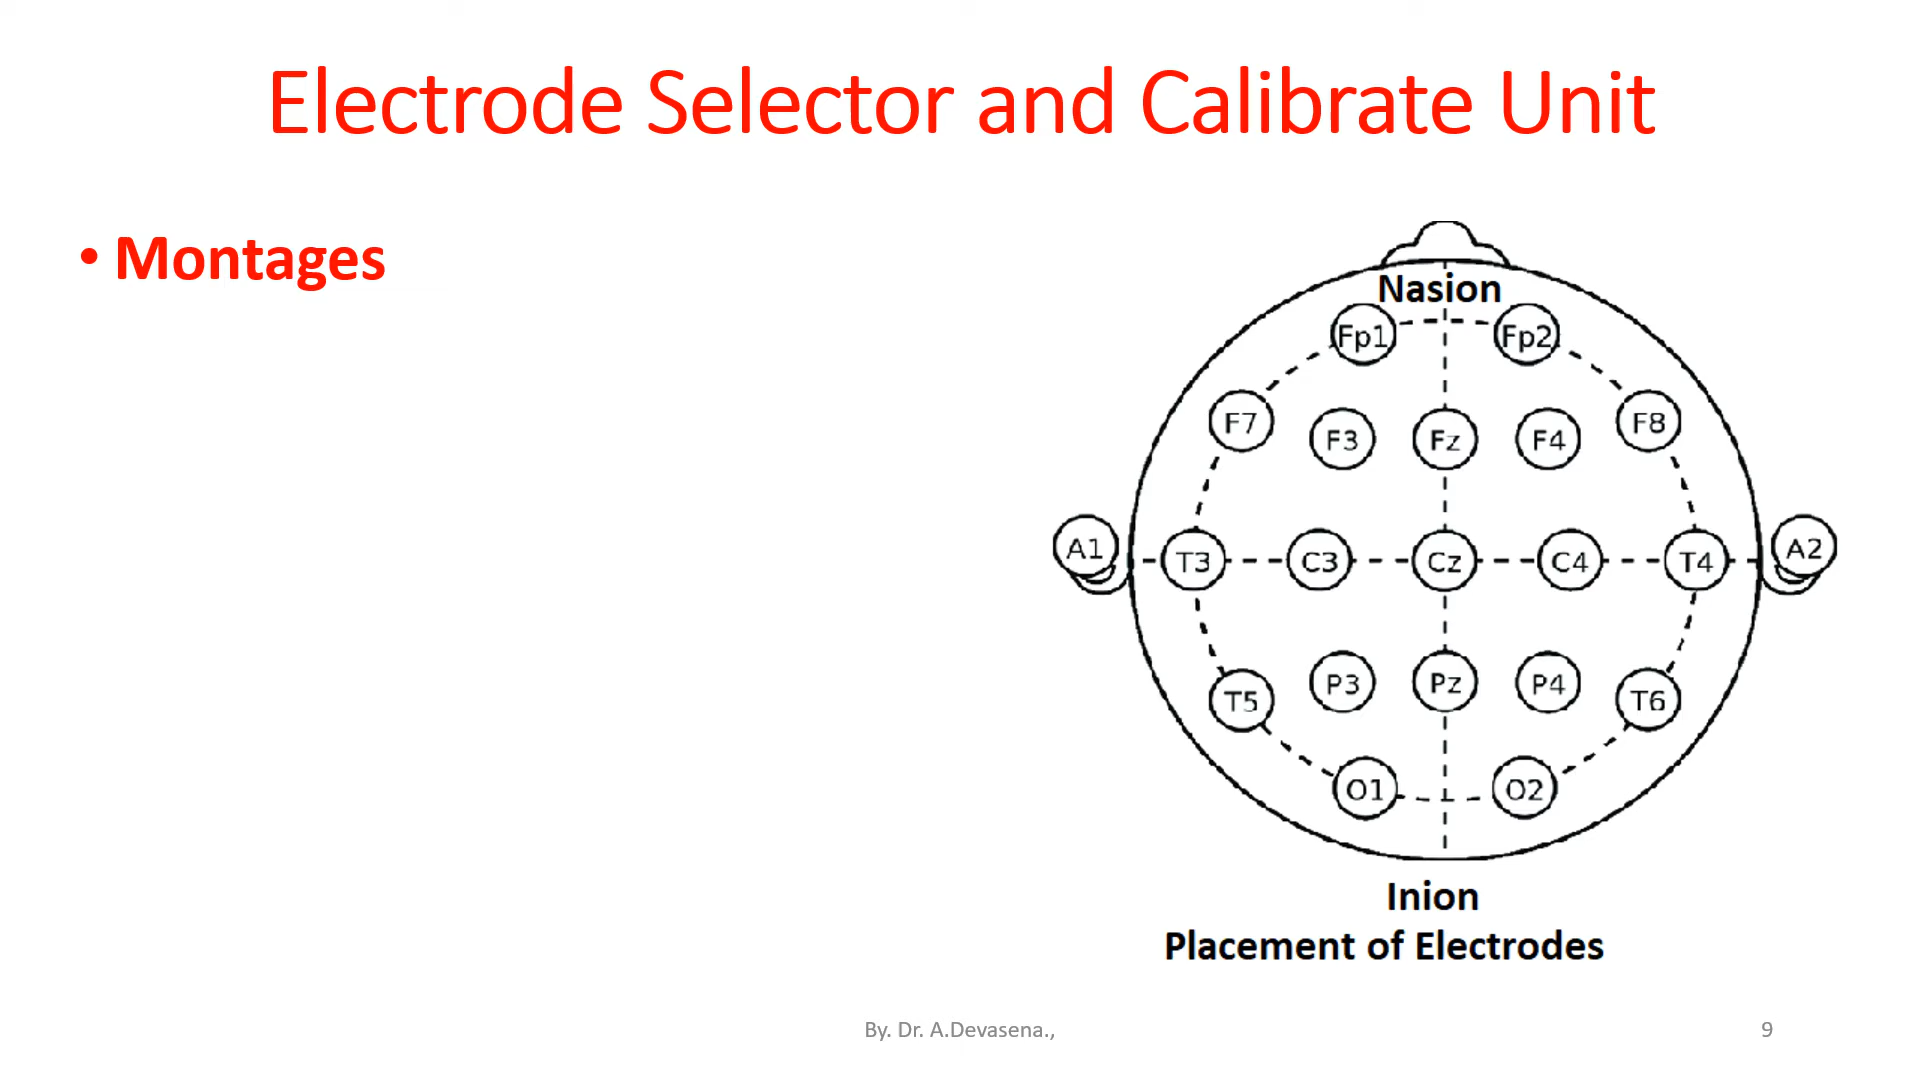 Electrode Selector and Calibrate Unit
• Montages
Nasion
Fp1 Fp2
F7 F3 Fz F4 F8
A1 T3 C3 Cz C4 T4 A2
T5 P3 Pz P4 T6
O1 O2
Inion
Placement of Electrodes
By. Dr. A.Devasena.,
9